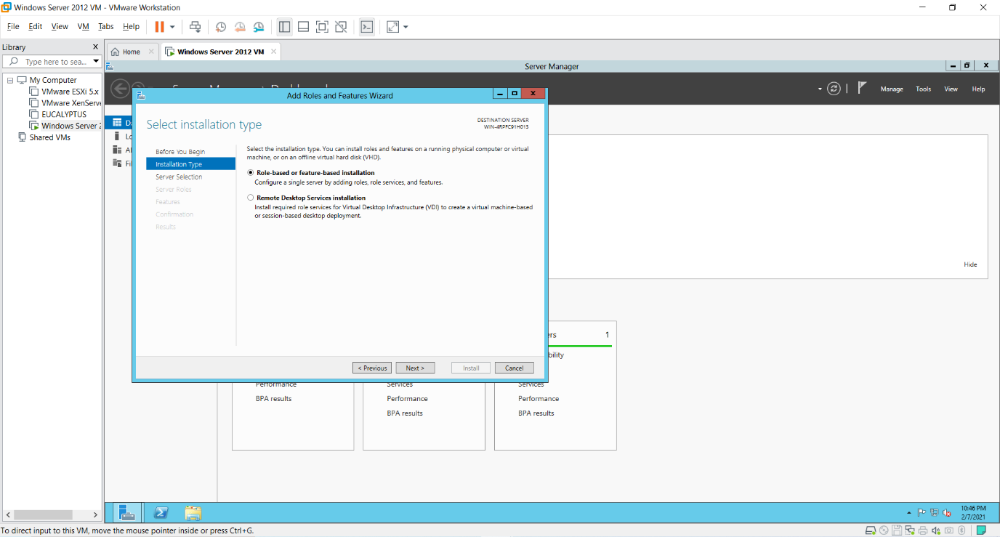 Windows Server 2012 VM - VMware Workstation
File Edit View VM Tabs Help
Library
Type here to sea...
My Computer
VMware ESXi 5.x
VMware XenServe
EUCALYPTUS
Windows Server 2
Shared VMs
Home
Windows Server 2012 VM
Server Manager
Manage Tools View Help
Add Roles and Features Wizard
Select installation type
DESTINATION SERVER
WIN-4RPFC91H013
Before You Begin
Installation Type
Server Selection
Server Roles
Features
Confirmation
Results
Select the installation type. You can install roles and features on a running physical computer or virtual
machine, or on an offline virtual hard disk (VHD).
Role-based or feature-based installation
Configure a single server by adding roles, role services, and features.
Remote Desktop Services installation
Install required role services for Virtual Desktop Infrastructure (VDI) to create a virtual machine-based
or session-based desktop deployment.
< Previous Next > Install Cancel
Hide
ers 1
bility
Performance Services Services
BPA results Performance Performance
BPA results BPA results
10:46 PM
2/7/2021
To direct input to this VM, move the mouse pointer inside or press Ctrl+G.